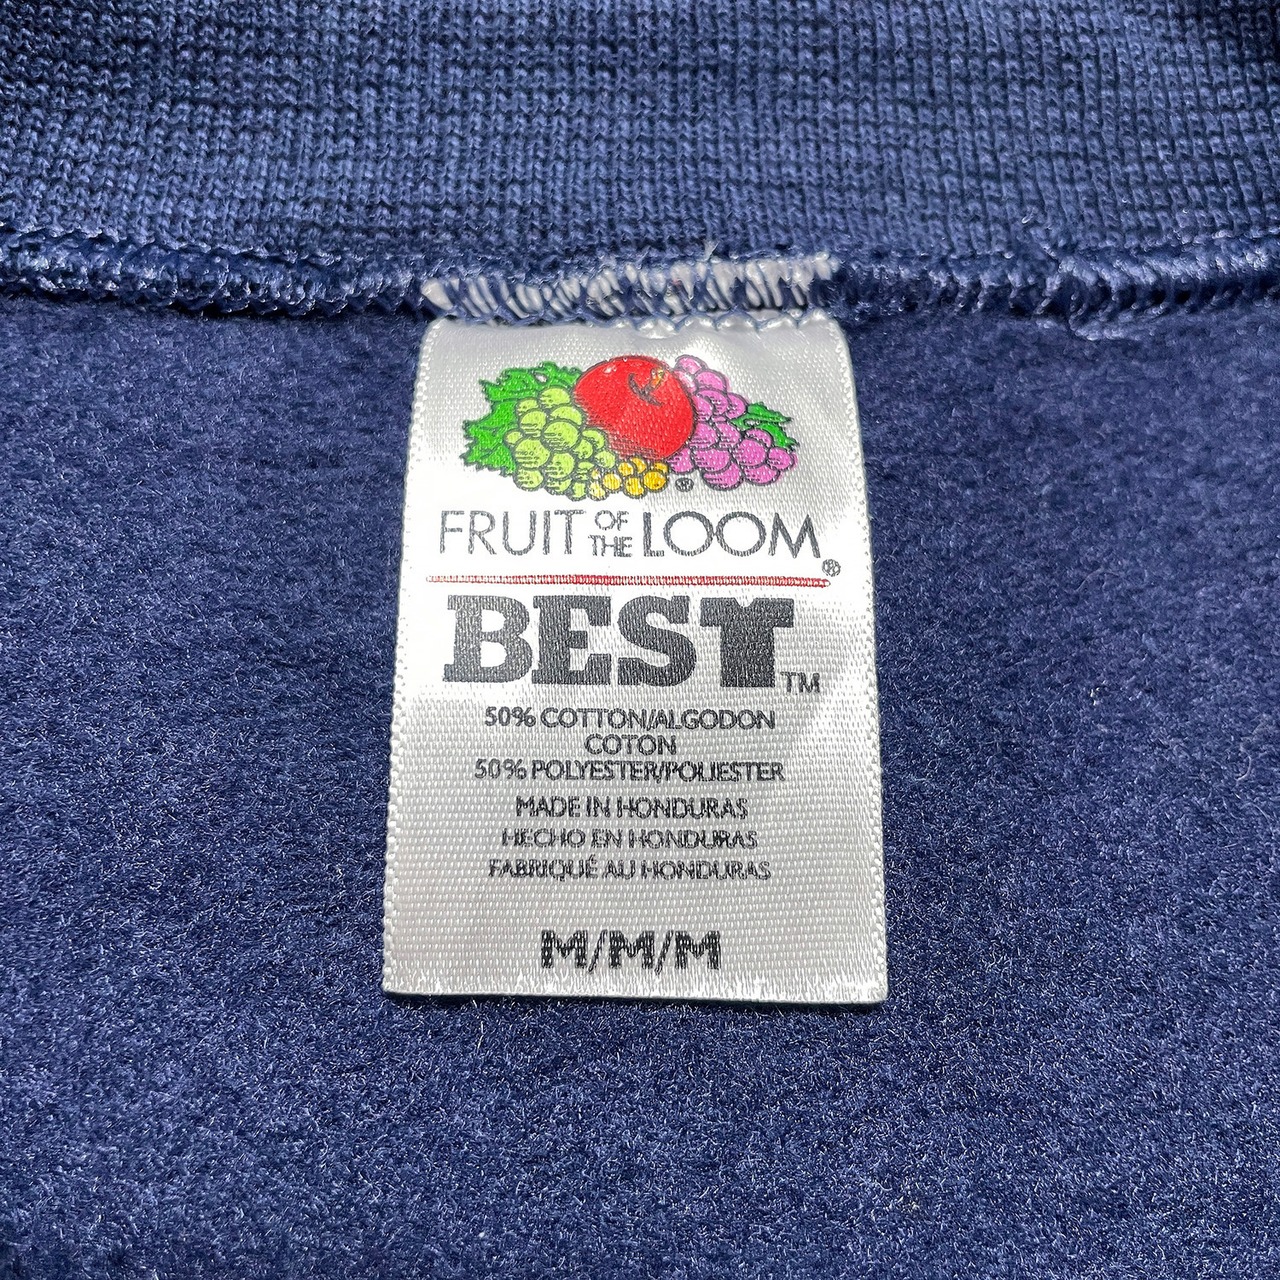 ®
FRUIT OF THE LOOM®
BEST™
50% COTTON/ALGODON
COTON
50% POLYESTER/POLIESTER
MADE IN HONDURAS
HECHO EN HONDURAS
FABRIQUÉ AU HONDURAS
M/M/M